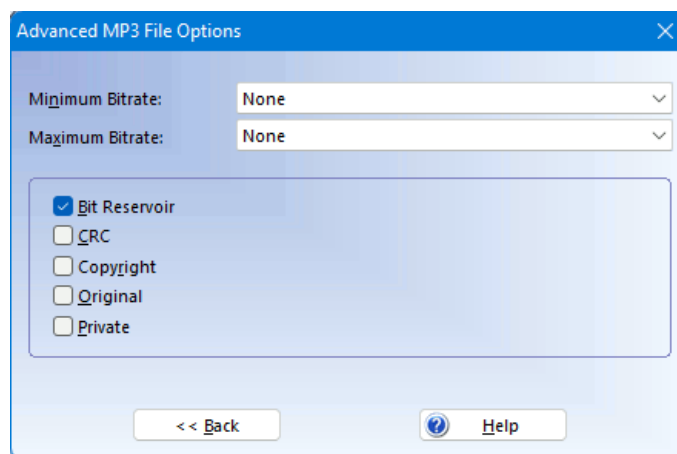 Advanced MP3 File Options
Minimum Bitrate: None
Maximum Bitrate: None
Bit Reservoir
CRC
Copyright
Original
Private
<< Back Help